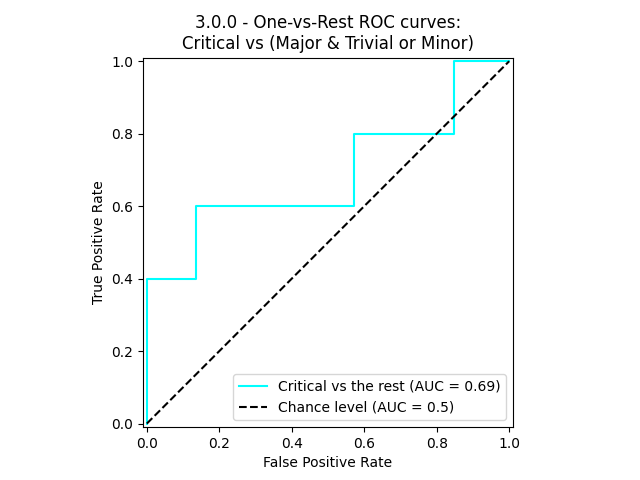 3.0.0 - One-vs-Rest ROC curves:
Critical vs (Major & Trivial or Minor)
1.0
0.8
0.6
0.4
0.2
0.0
True Positive Rate
Critical vs the rest (AUC = 0.69)
Chance level (AUC = 0.5)
0.0 0.2 0.4 0.6 0.8 1.0
False Positive Rate